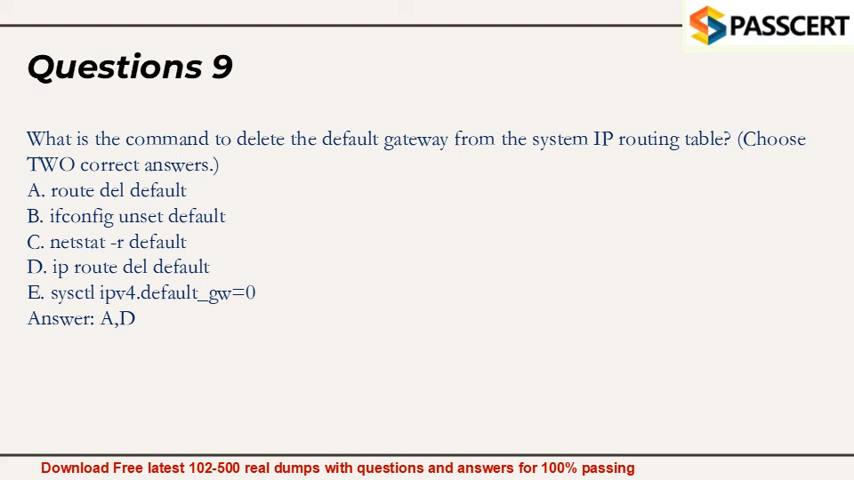 PASSCERT
Questions 9
What is the command to delete the default gateway from the system IP routing table? (Choose
TWO correct answers.)
A. route del default
B. ifconfig unset default
C. netstat -r default
D. ip route del default
E. sysctl ipv4.default_gw=0
Answer: A,D
Download Free latest 102-500 real dumps with questions and answers for 100% passing